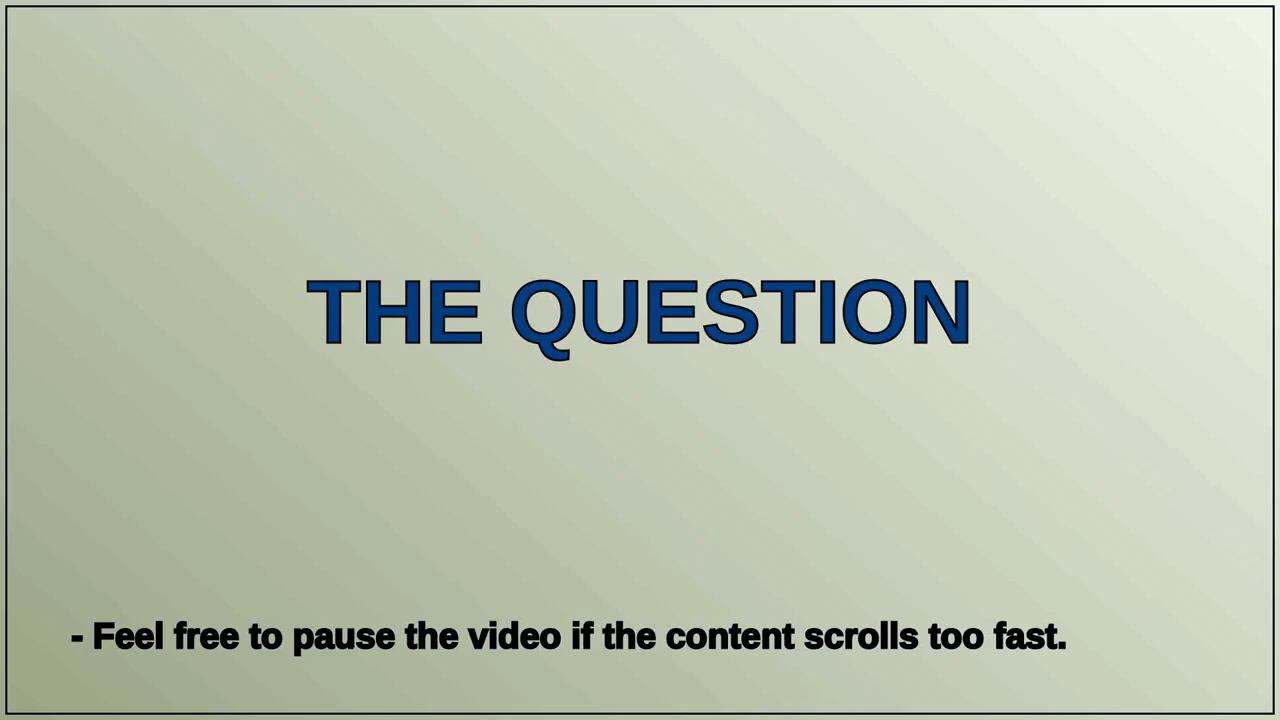 THE QUESTION
- Feel free to pause the video if the content scrolls too fast.